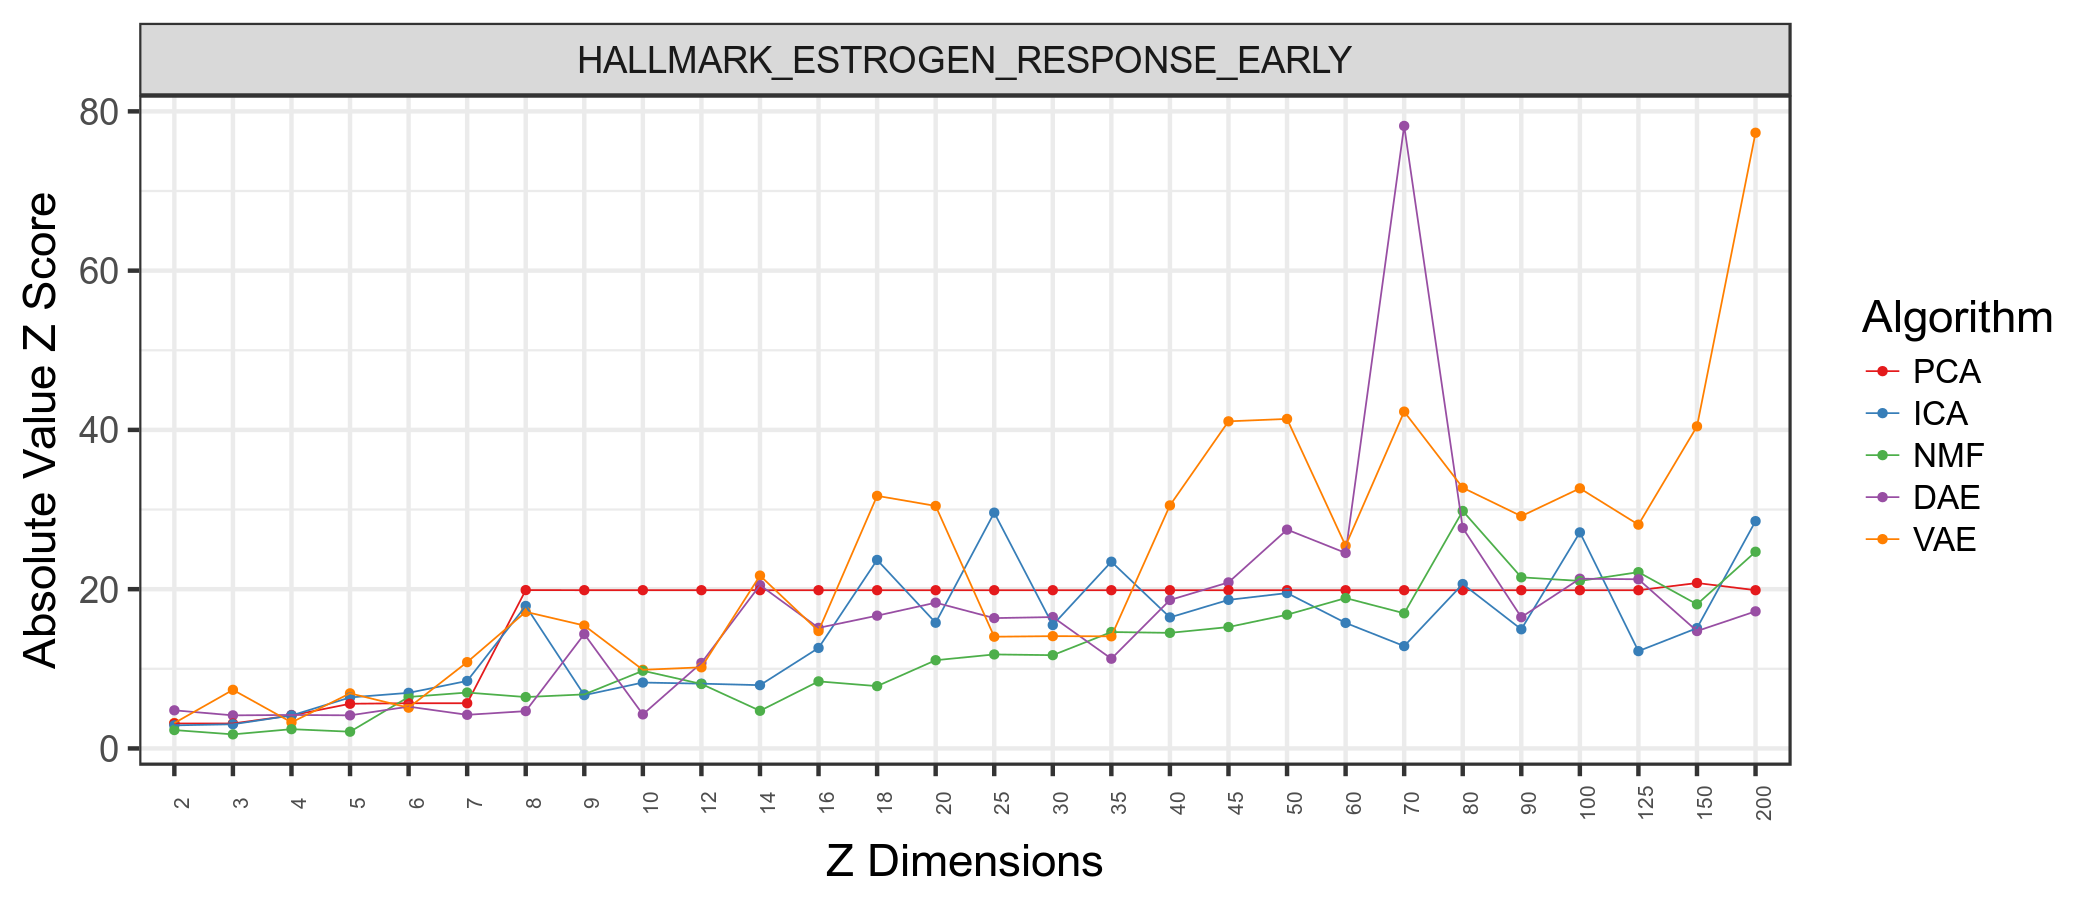 HALLMARK_ESTROGEN_RESPONSE_EARLY
Absolute Value Z Score
80
60
40
20
0
2 3 4 5 6 7 8 9 10 12 14 16 18 20 25 30 35 40 45 50 60 70 80 90 100 125 150 200
Z Dimensions
Algorithm
PCA
ICA
NMF
DAE
VAE